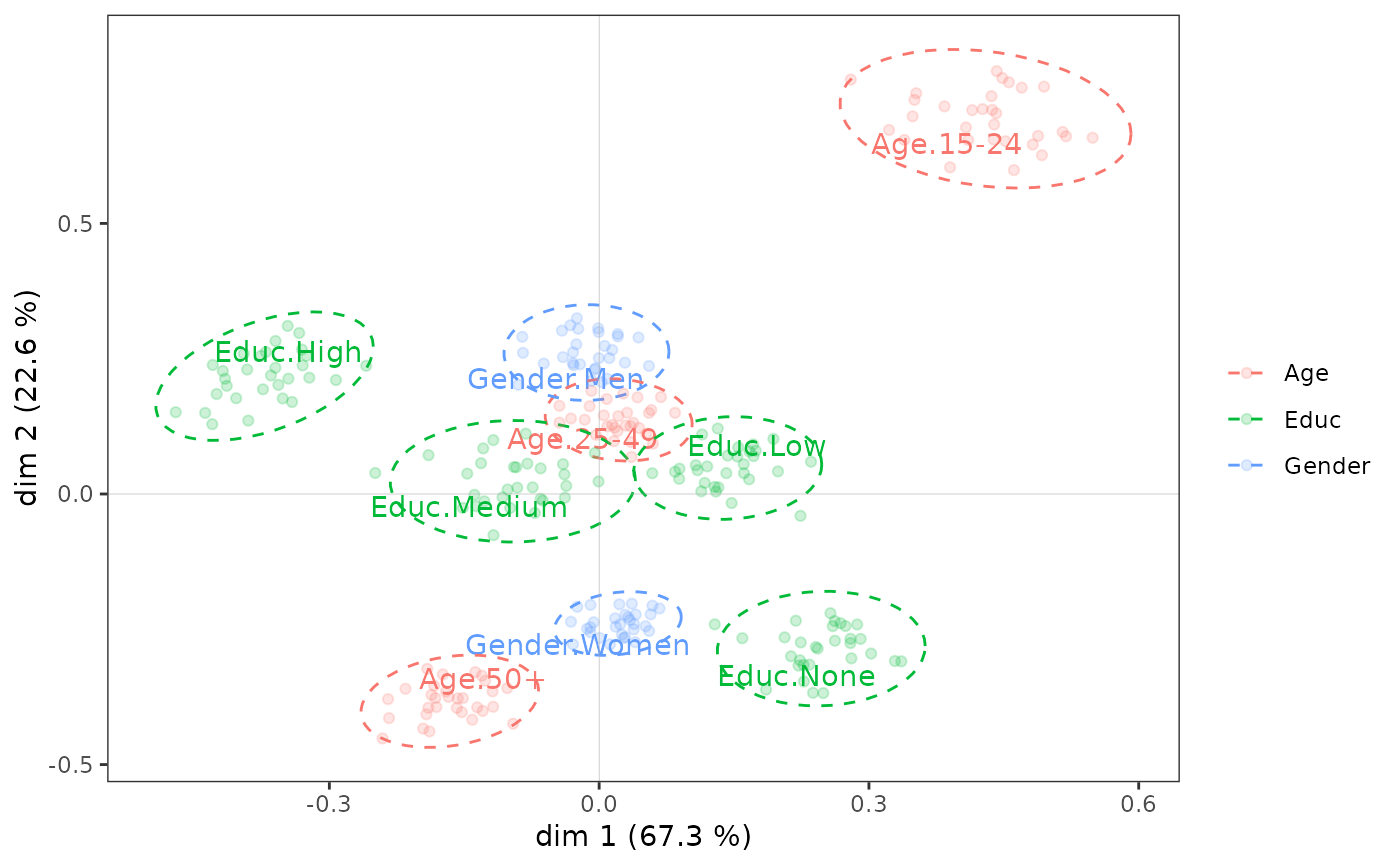 Age.15-24
0.5
Educ.High
Gender.Men
Age
Age.25-49
Educ.Low
Educ
Gender
dim 2 (22.6 %)
0.0
Educ.Medium
Gender.Women
Age.50+
Educ.None
-0.5
-0.3
0.0
0.3
0.6
dim 1 (67.3 %)